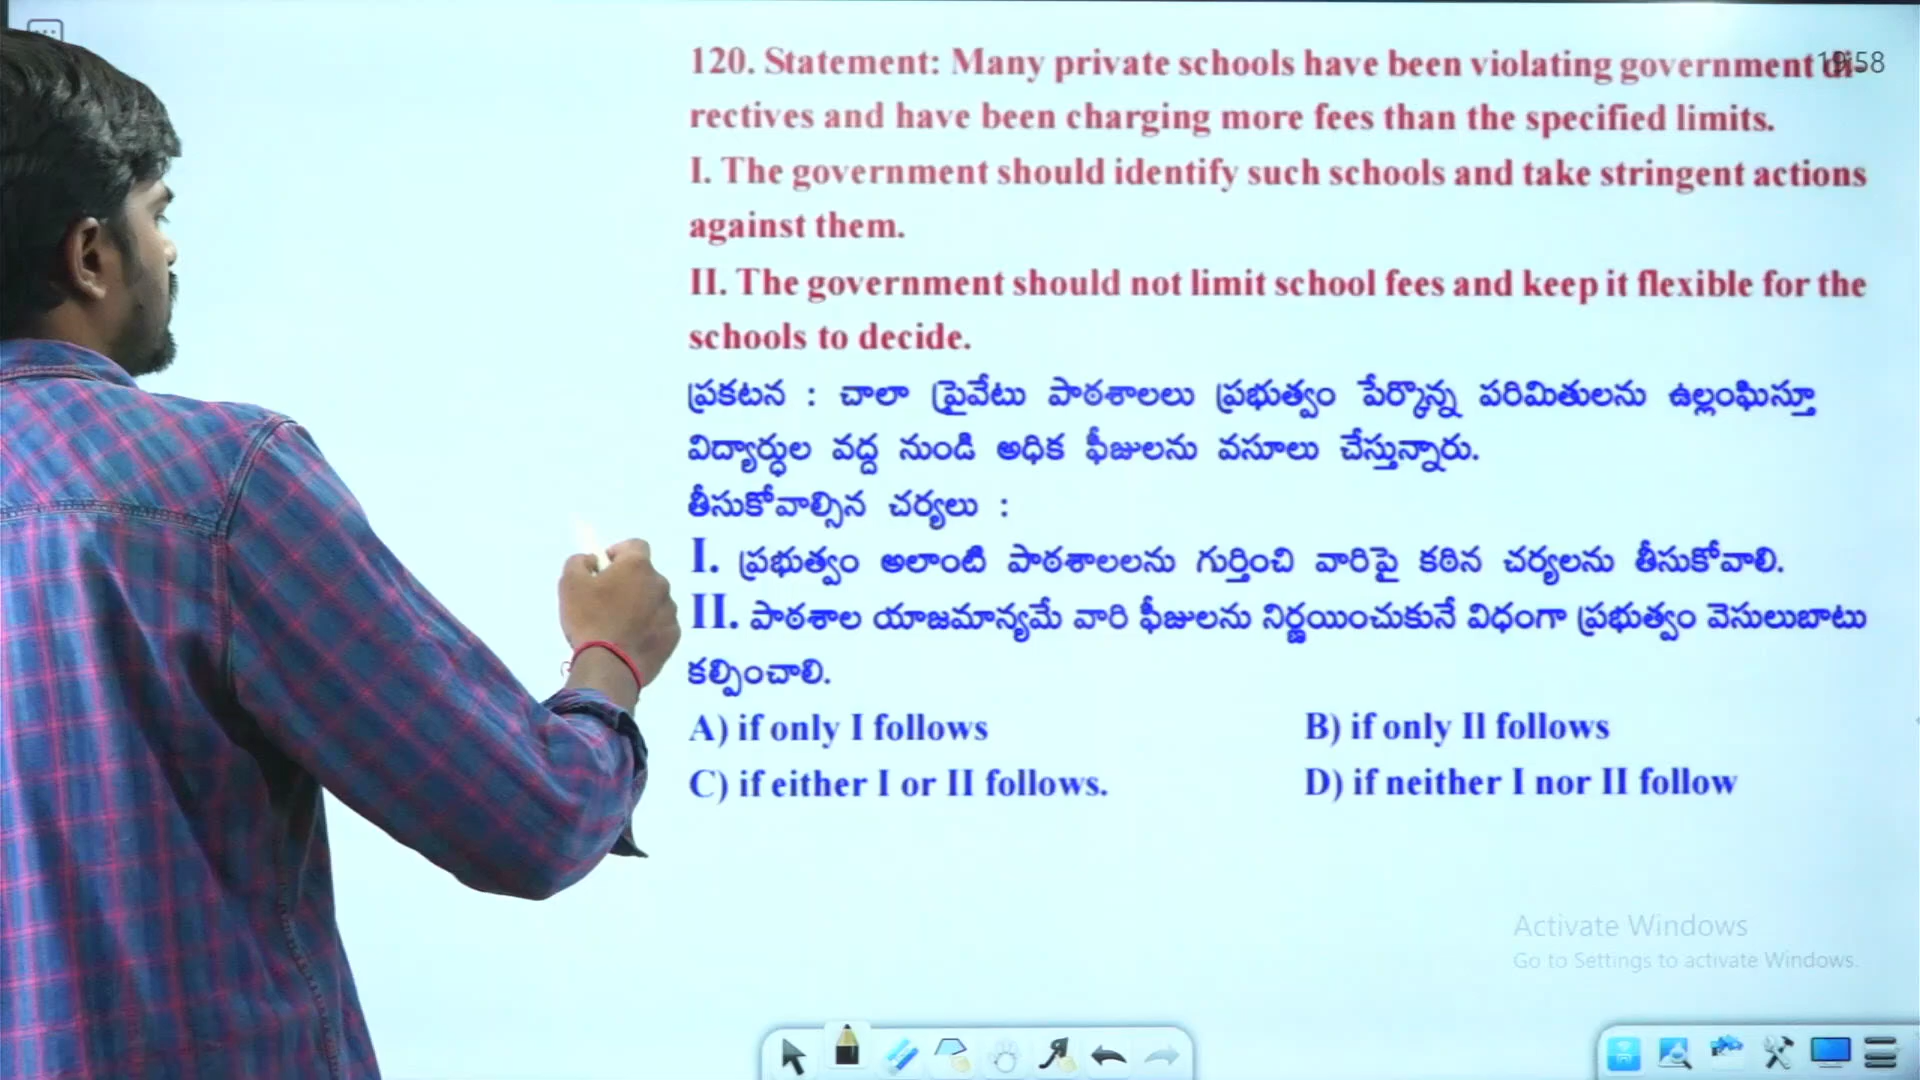 120. Statement: Many private schools have been violating government di-
19:58
rectives and have been charging more fees than the specified limits.
I. The government should identify such schools and take stringent actions
against them.
II. The government should not limit school fees and keep it flexible for the
schools to decide.
ప్రకటన : చాలా ప్రైవేటు పాఠశాలలు ప్రభుత్వం పేర్కొన్న పరిమితులను ఉల్లంఘిస్తూ
విద్యార్థుల వద్ద నుండి అధిక ఫీజులను వసూలు చేస్తున్నారు.
తీసుకోవాల్సిన చర్యలు :
I. ప్రభుత్వం అలాంటి పాఠశాలలను గుర్తించి వారిపై కఠిన చర్యలను తీసుకోవాలి.
II. పాఠశాల యాజమాన్యమే వారి ఫీజులను నిర్ణయించుకునే విధంగా ప్రభుత్వం వెసులుబాటు
కల్పించాలి.
A) if only I follows B) if only II follows
C) if either I or II follows. D) if neither I nor II follow
Activate Windows
Go to Settings to activate Windows.